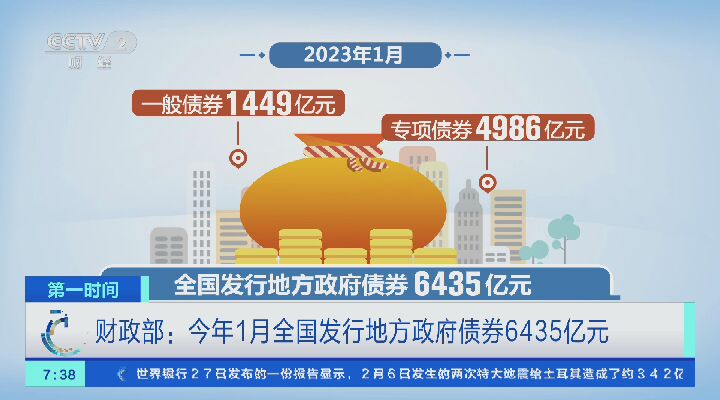 CCTV 2
财经
2023年1月
一般债券1449亿元
专项债券4986亿元
全国发行地方政府债券6435亿元
第一时间
财政部：今年1月全国发行地方政府债券6435亿元
7:38
世界银行27日发布的一份报告显示，2月6日发生的两次特大地震给土耳其造成了约342亿